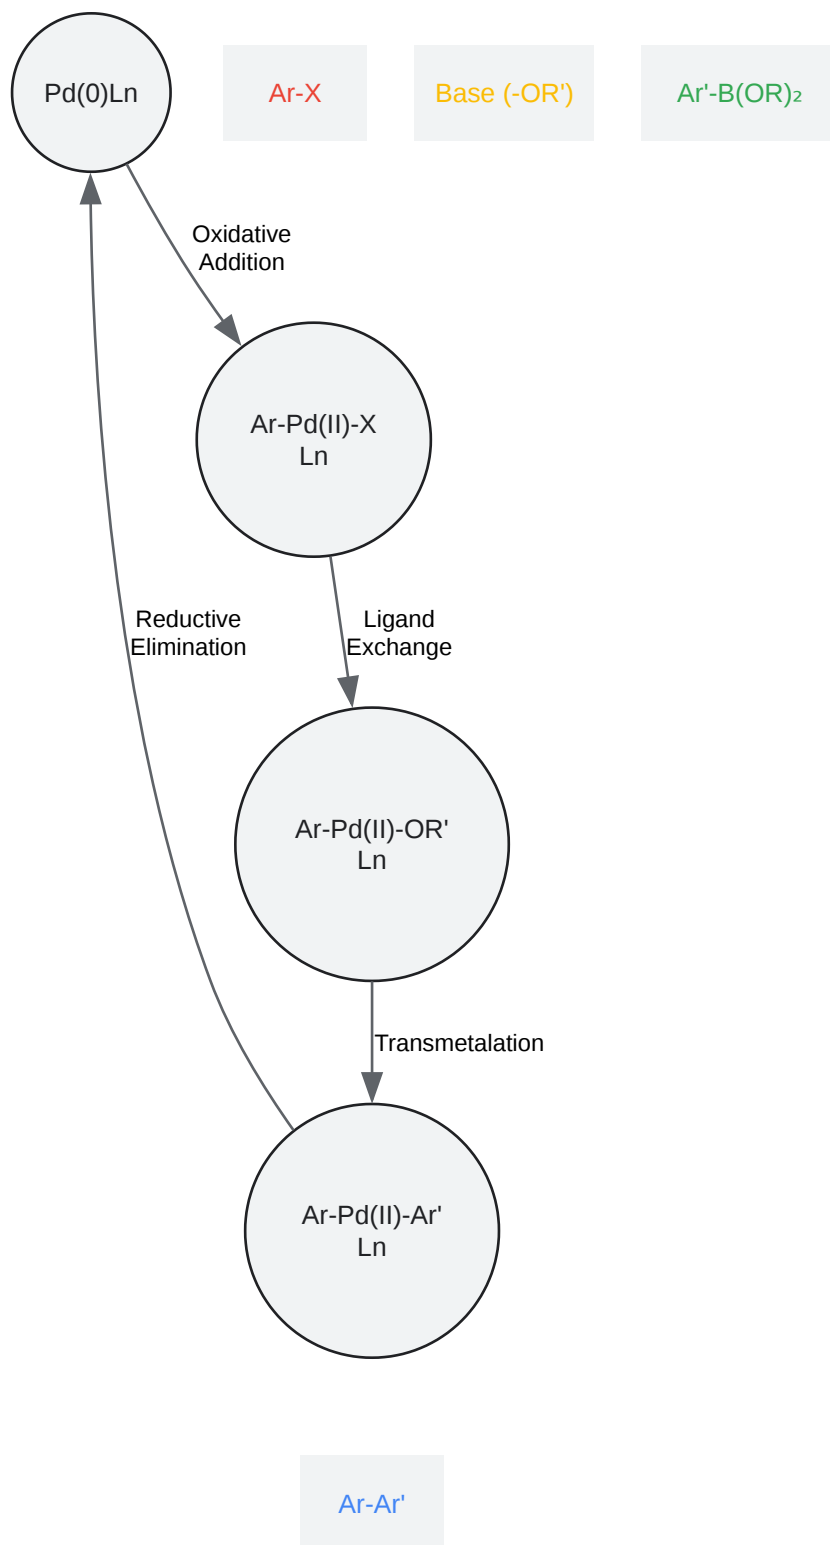 Pd(0)Ln
Ar-X
Base (-OR')
Ar'-B(OR)₂
Oxidative
Addition
Ar-Pd(II)-X
Ln
Reductive
Elimination
Ligand
Exchange
Ar-Pd(II)-OR'
Ln
Transmetalation
Ar-Pd(II)-Ar'
Ln
Ar-Ar'